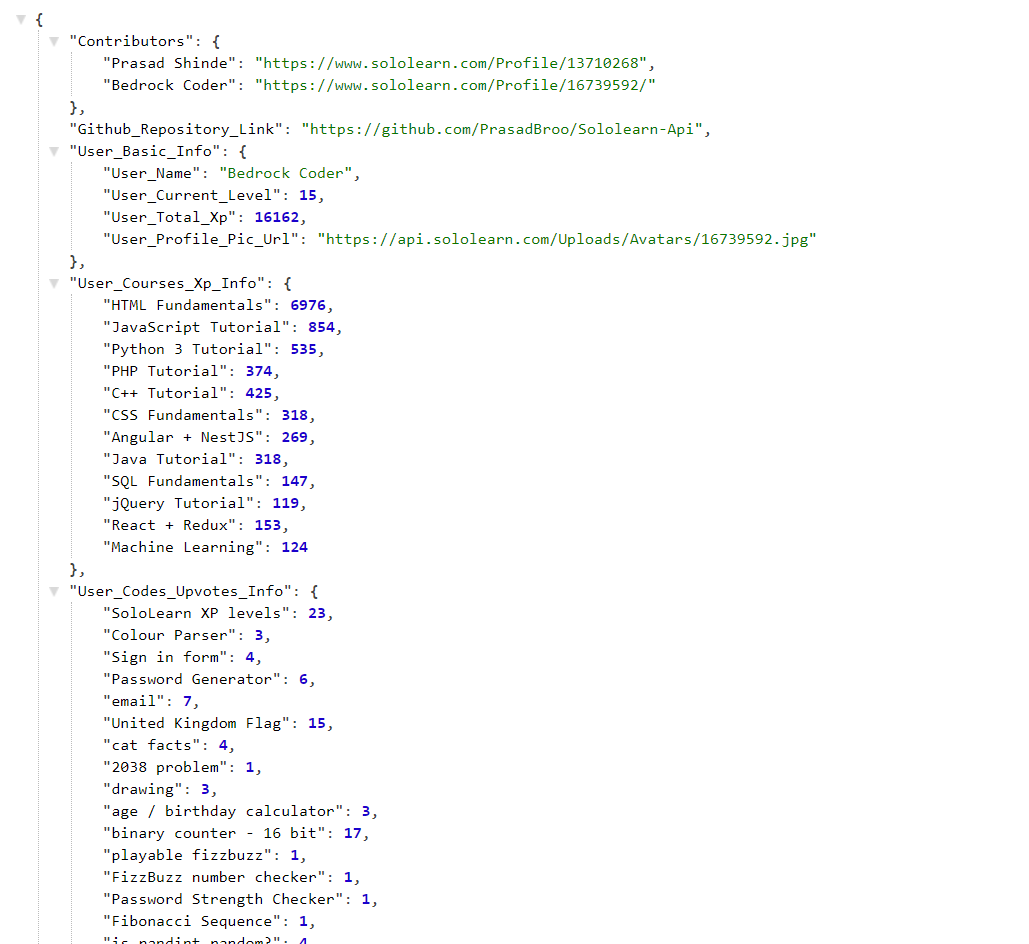 {
"Contributors": {
"Prasad Shinde": "https://www.sololearn.com/Profile/13710268",
"Bedrock Coder": "https://www.sololearn.com/Profile/16739592/"
},
"Github_Repository_Link": "https://github.com/PrasadBroo/Sololearn-Api",
"User_Basic_Info": {
"User_Name": "Bedrock Coder",
"User_Current_Level": 15,
"User_Total_Xp": 16162,
"User_Profile_Pic_Url": "https://api.sololearn.com/Uploads/Avatars/16739592.jpg"
},
"User_Courses_Xp_Info": {
"HTML Fundamentals": 6976,
"JavaScript Tutorial": 854,
"Python 3 Tutorial": 535,
"PHP Tutorial": 374,
"C++ Tutorial": 425,
"CSS Fundamentals": 318,
"Angular + NestJS": 269,
"Java Tutorial": 318,
"SQL Fundamentals": 147,
"jQuery Tutorial": 119,
"React + Redux": 153,
"Machine Learning": 124
},
"User_Codes_Upvotes_Info": {
"SoloLearn XP levels": 23,
"Colour Parser": 3,
"Sign in form": 4,
"Password Generator": 6,
"email": 7,
"United Kingdom Flag": 15,
"cat facts": 4,
"2038 problem": 1,
"drawing": 3,
"age / birthday calculator": 3,
"binary counter - 16 bit": 17,
"playable fizzbuzz": 1,
"FizzBuzz number checker": 1,
"Password Strength Checker": 1,
"Fibonacci Sequence": 1,
"is randint random?": 4